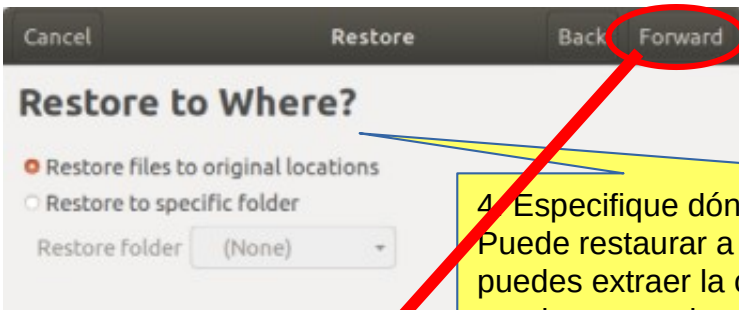 Cancel Restore Back Forward
Restore to Where?
Restore files to original locations
Restore to specific folder
Restore folder (None)
4. Especifique
Puede restaurar a
puedes extraer la